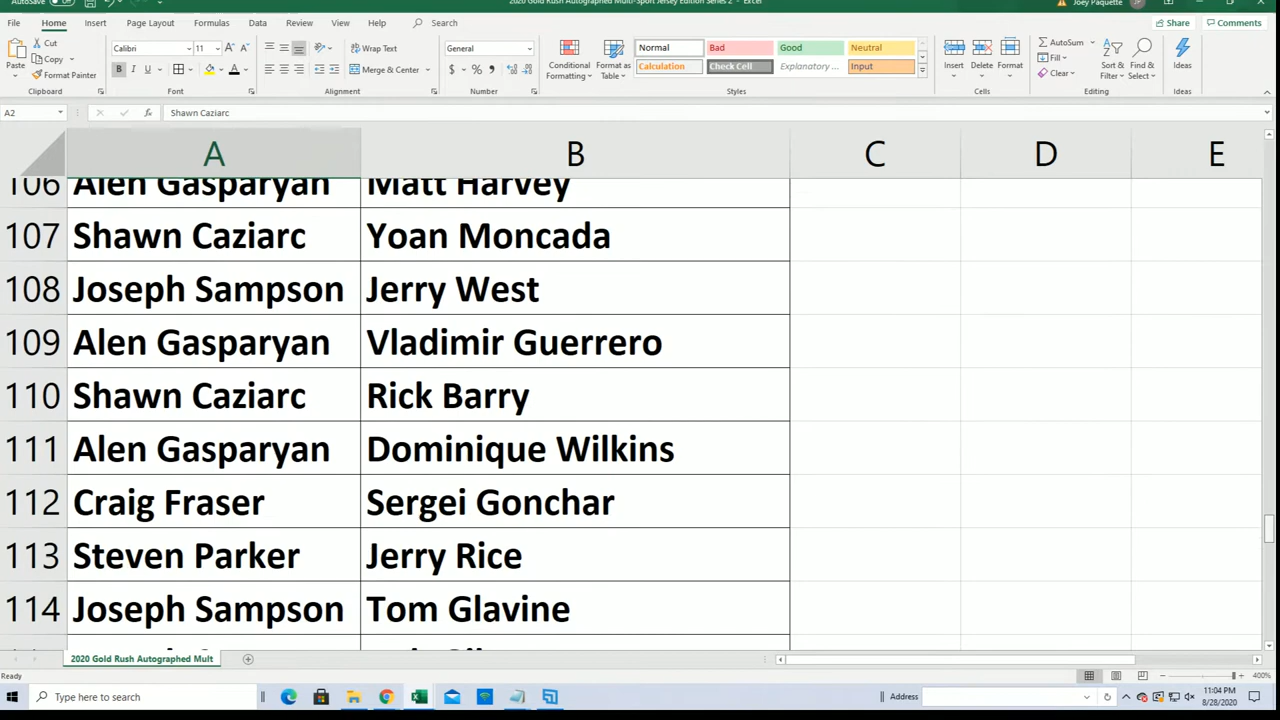 AutoSave Off 2020 Gold Rush Autographed Multi-Sport Jersey Edition Series 2 - Excel Joey Paquette JP
File Home Insert Page Layout Formulas Data Review View Help Search Share Comments
Paste Cut Copy Format Painter Clipboard
Calibri 11 A A B I U A Font
Wrap Text Merge & Center Alignment
General $ % , Number
Conditional Formatting Format as Table
Normal Bad Good Neutral
Calculation Check Cell Explanatory ... Input
Styles
Insert Delete Format Cells
AutoSum Fill Clear Sort & Filter Find & Select Editing
Ideas Ideas
A2 fx Shawn Caziarc
A B C D E
106 Alen Gasparyan Matt Harvey
107 Shawn Caziarc Yoan Moncada
108 Joseph Sampson Jerry West
109 Alen Gasparyan Vladimir Guerrero
110 Shawn Caziarc Rick Barry
111 Alen Gasparyan Dominique Wilkins
112 Craig Fraser Sergei Gonchar
113 Steven Parker Jerry Rice
114 Joseph Sampson Tom Glavine
2020 Gold Rush Autographed Mult
Ready 400%
Type here to search Address 11:04 PM
8/28/2020